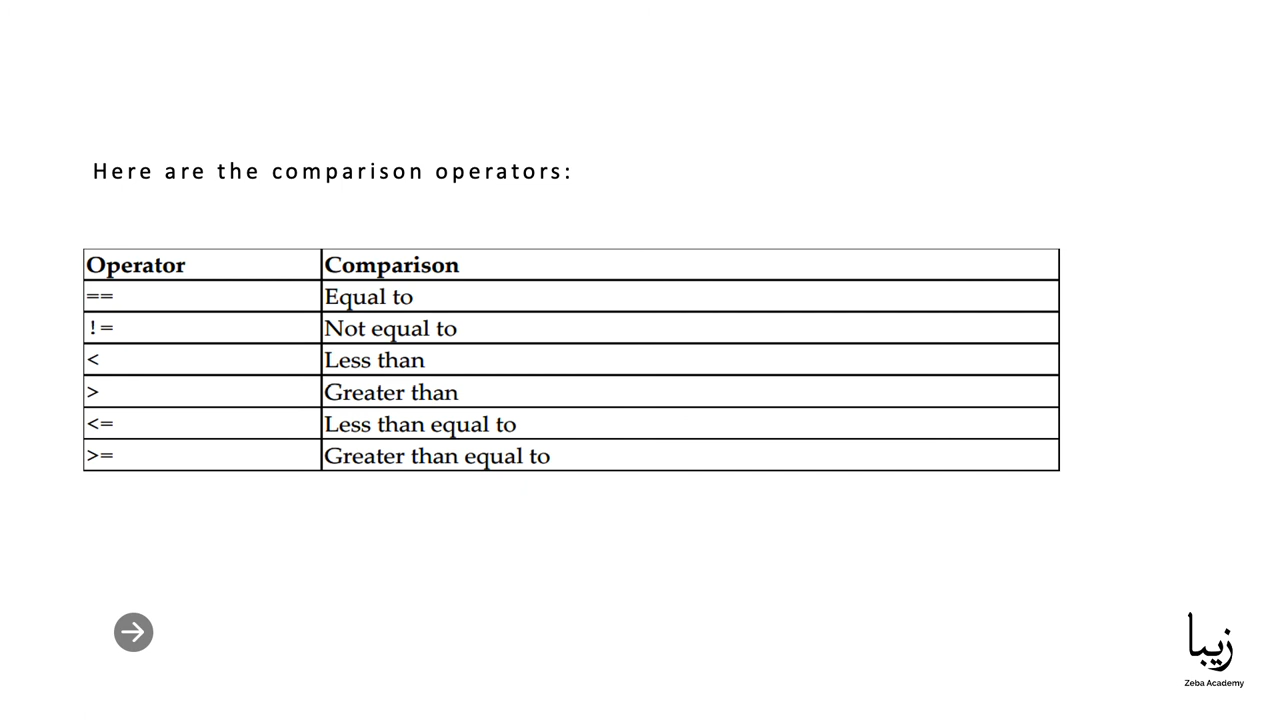 Here are the comparison operators:
Operator Comparison
== Equal to
!= Not equal to
< Less than
> Greater than
<= Less than equal to
>= Greater than equal to
زیبا
Zeba Academy